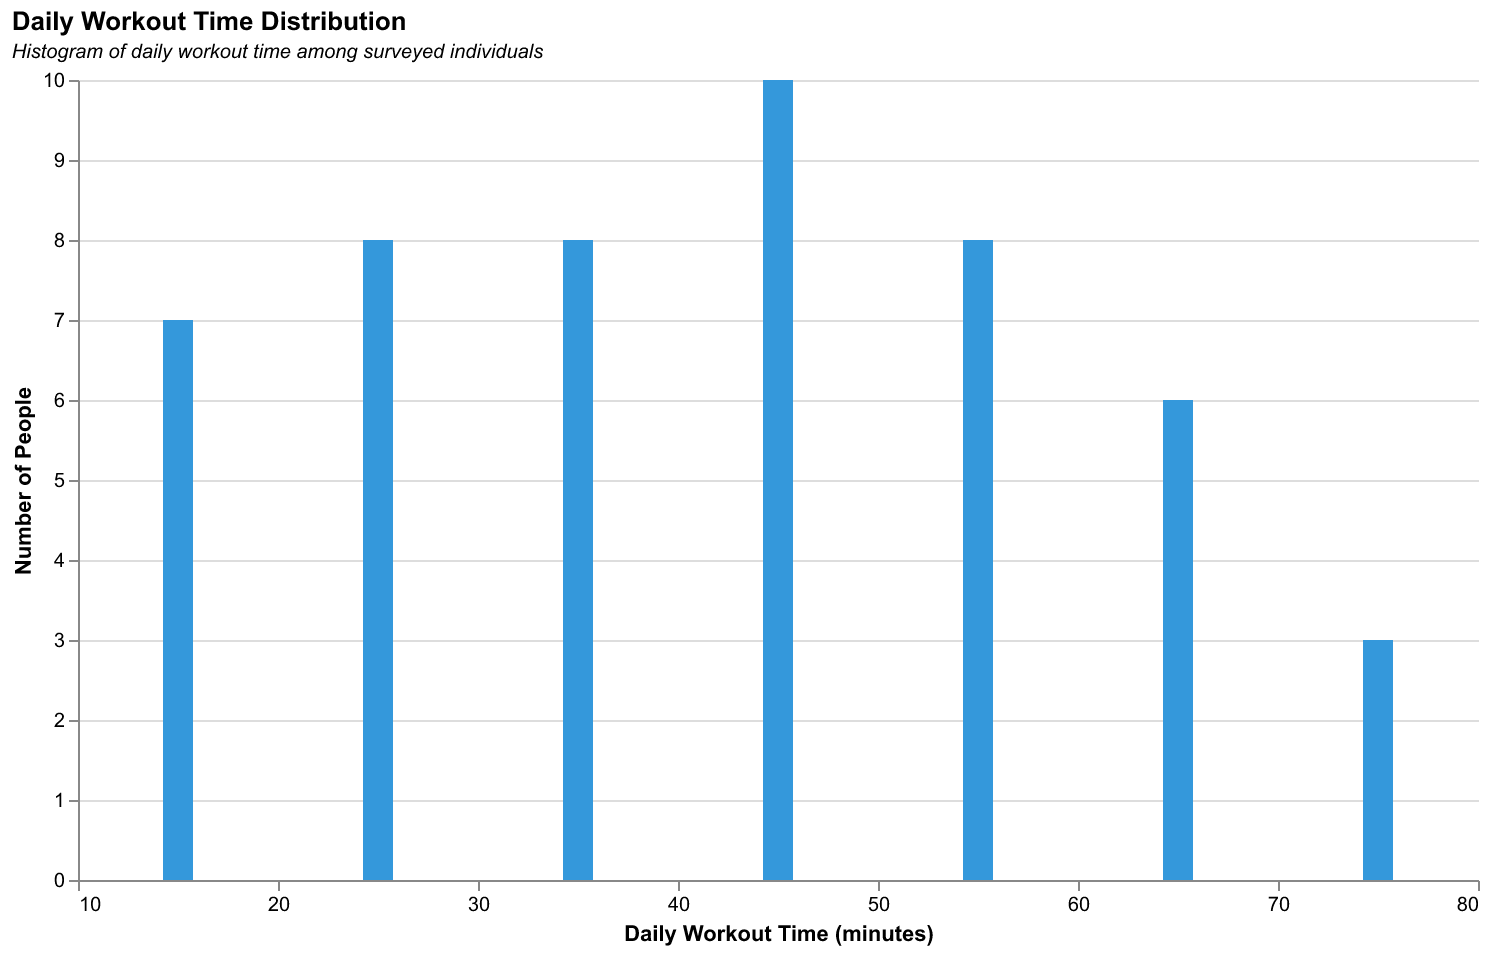 Daily Workout Time Distribution
Histogram of daily workout time among surveyed individuals
10
9
8
7
6
5
4
3
2
1
0
Number of People
10 20 30 40 50 60 70 80
Daily Workout Time (minutes)